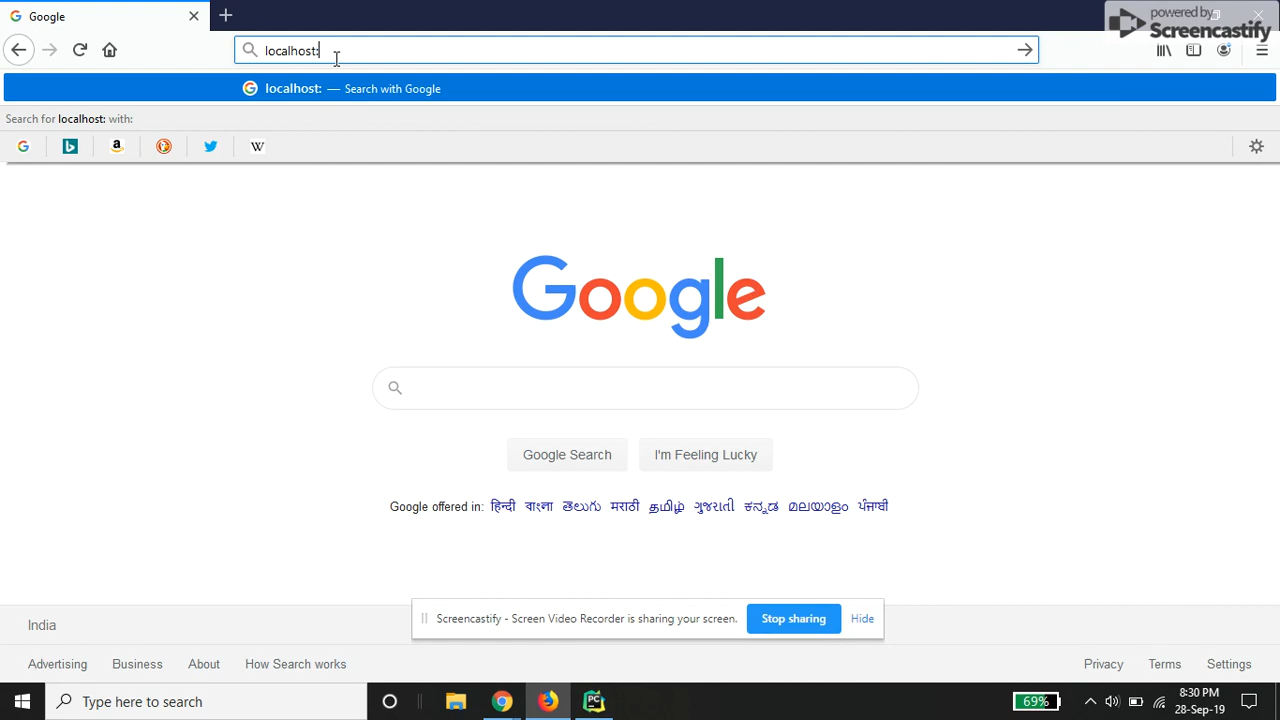 Google
powered by
Screencastify
localhost:
localhost: — Search with Google
Search for localhost: with:
Google
Google Search
I'm Feeling Lucky
Google offered in: हिन्दी বাংলা తెలుగు मराठी தமிழ் ગુજરાતી ಕನ್ನಡ മലയാളം ਪੰਜਾਬੀ
Screencastify - Screen Video Recorder is sharing your screen.
Stop sharing
Hide
India
Advertising
Business
About
How Search works
Privacy
Terms
Settings
Type here to search
69%
8:30 PM
28-Sep-19